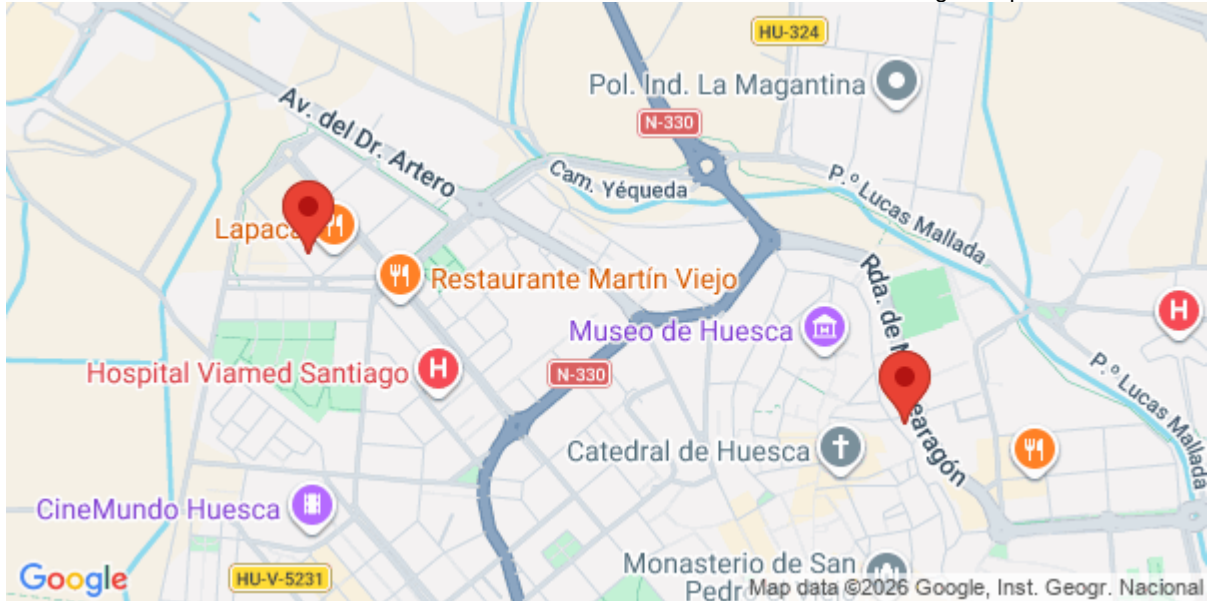 HU-324
Pol. Ind. La Magantina
N-330
Av. del Dr. Artero
Cam. Yéqueda
P.º Lucas Mallada
Restaurante Martín Viejo
Rda. de
Museo de Huesca
H
Hospital Viamed Santiago
H
N-330
P.º Lucas Mallada
Catedral de Huesca
CineMundo Huesca
Monasterio de San
Google
HU-V-5231
Map data ©2026 Google, Inst. Geogr. Nacional